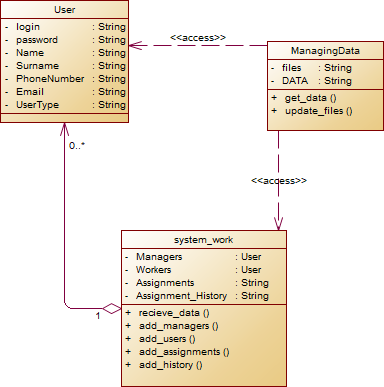 User
- login : String
- password : String
- Name : String
- Surname : String
- PhoneNumber : String
- Email : String
- UserType : String
<<access>>
ManagingData
- files : String
- DATA : String
+ get_data ()
+ update_files ()
0..*
<<access>>
system_work
- Managers : User
- Workers : User
- Assignments : String
- Assignment_History : String
+ recieve_data ()
+ add_managers ()
+ add_users ()
+ add_assignments ()
+ add_history ()
1